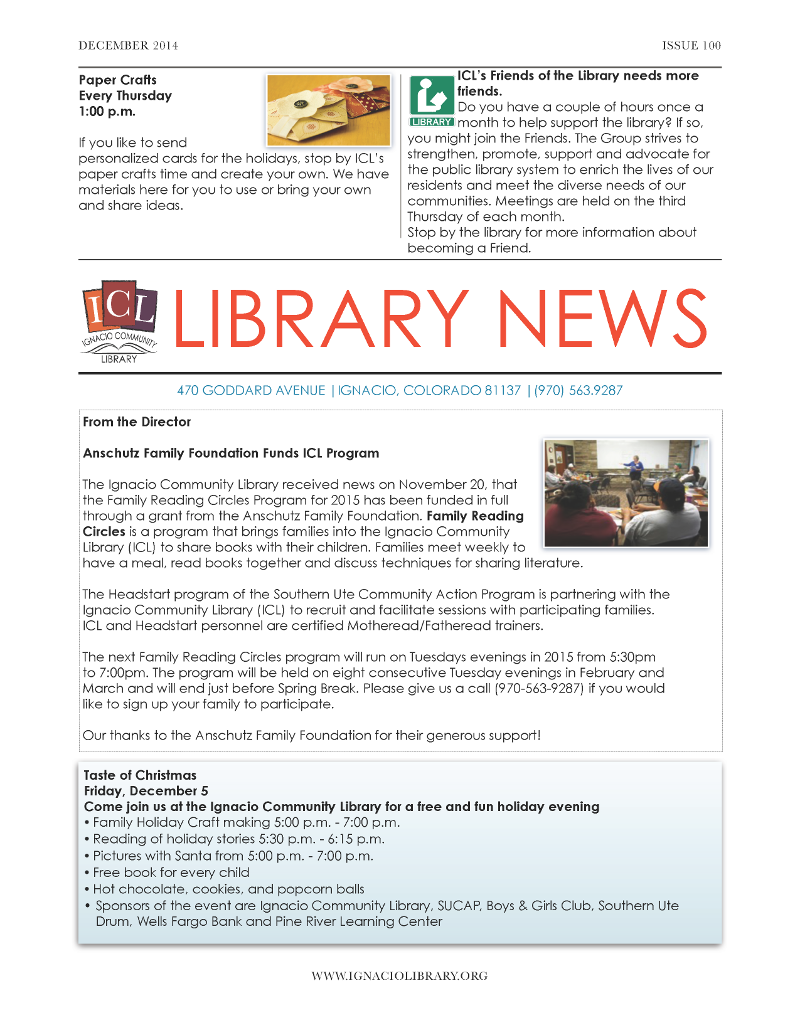 DECEMBER 2014
ISSUE 100
Paper Crafts
Every Thursday
1:00 p.m.
If you like to send
personalized cards for the holidays, stop by ICL's
paper crafts time and create your own. We have
materials here for you to use or bring your own
and share ideas.
LIBRARY
ICL's Friends of the Library needs more
friends.
Do you have a couple of hours once a
month to help support the library? If so,
you might join the Friends. The Group strives to
strengthen, promote, support and advocate for
the public library system to enrich the lives of our
residents and meet the diverse needs of our
communities. Meetings are held on the third
Thursday of each month.
Stop by the library for more information about
becoming a Friend.
ICL
IGNACIO COMMUNITY
LIBRARY
LIBRARY NEWS
470 GODDARD AVENUE | IGNACIO, COLORADO 81137 | (970) 563.9287
From the Director
Anschutz Family Foundation Funds ICL Program
The Ignacio Community Library received news on November 20, that
the Family Reading Circles Program for 2015 has been funded in full
through a grant from the Anschutz Family Foundation. Family Reading
Circles is a program that brings families into the Ignacio Community
Library (ICL) to share books with their children. Families meet weekly to
have a meal, read books together and discuss techniques for sharing literature.
The Headstart program of the Southern Ute Community Action Program is partnering with the
Ignacio Community Library (ICL) to recruit and facilitate sessions with participating families.
ICL and Headstart personnel are certified Motheread/Fatheread trainers.
The next Family Reading Circles program will run on Tuesdays evenings in 2015 from 5:30pm
to 7:00pm. The program will be held on eight consecutive Tuesday evenings in February and
March and will end just before Spring Break. Please give us a call (970-563-9287) if you would
like to sign up your family to participate.
Our thanks to the Anschutz Family Foundation for their generous support!
Taste of Christmas
Friday, December 5
Come join us at the Ignacio Community Library for a free and fun holiday evening
• Family Holiday Craft making 5:00 p.m. - 7:00 p.m.
• Reading of holiday stories 5:30 p.m. - 6:15 p.m.
• Pictures with Santa from 5:00 p.m. - 7:00 p.m.
• Free book for every child
• Hot chocolate, cookies, and popcorn balls
• Sponsors of the event are Ignacio Community Library, SUCAP, Boys & Girls Club, Southern Ute
Drum, Wells Fargo Bank and Pine River Learning Center
WWW.IGNACIOLIBRARY.ORG